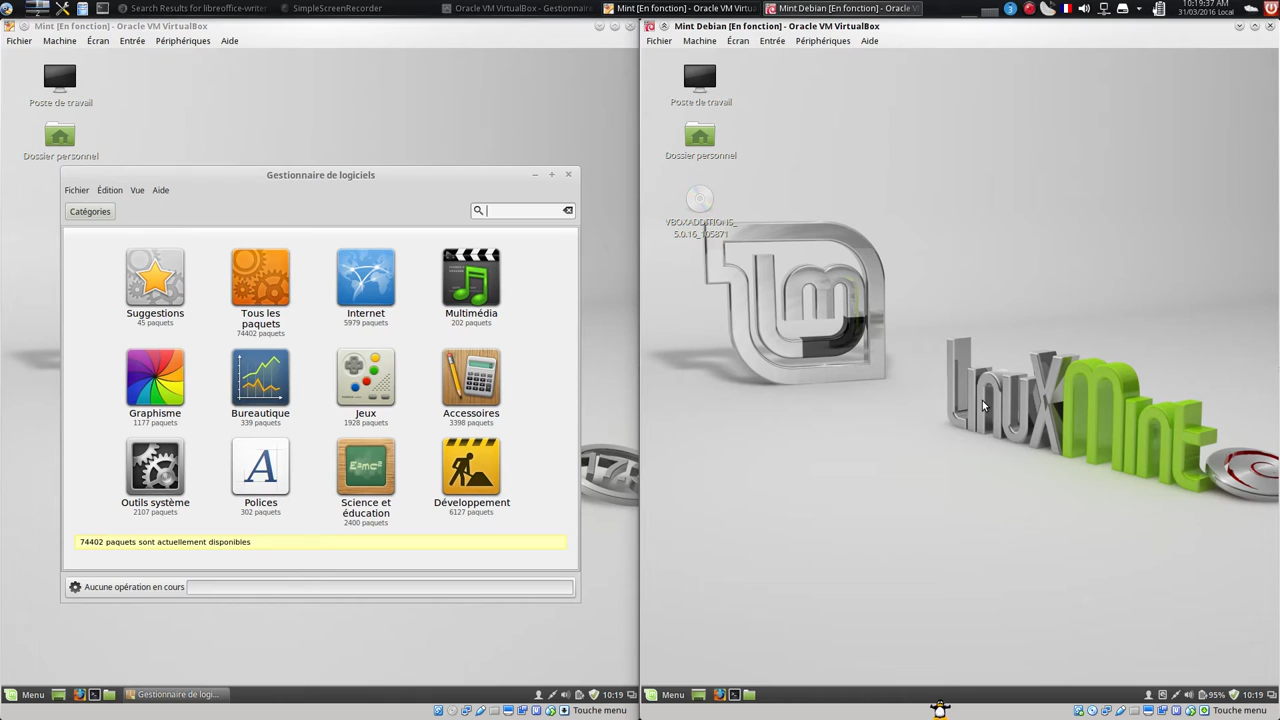 Search Results for libreoffice-writer
SimpleScreenRecorder
Oracle VM VirtualBox - Gestionnai
Mint [En fonction] - Oracle VM Virtu
Mint Debian [En fonction] - Oracle V
10:19:37 AM
31/03/2016 Local
Mint [En fonction] - Oracle VM VirtualBox
Fichier Machine Écran Entrée Périphériques Aide
Poste de travail
Dossier personnel
Gestionnaire de logiciels
Fichier Édition Vue Aide
Catégories
Suggestions
45 paquets
Tous les
paquets
74402 paquets
Internet
5979 paquets
Multimédia
202 paquets
Graphisme
1177 paquets
Bureautique
339 paquets
Jeux
1928 paquets
Accessoires
3398 paquets
Outils système
2107 paquets
Polices
302 paquets
Science et
éducation
2400 paquets
Développement
6127 paquets
74402 paquets sont actuellement disponibles
Aucune opération en cours
Menu
Gestionnaire de logi...
10:19
Touche menu
Mint Debian [En fonction] - Oracle VM VirtualBox
Fichier Machine Écran Entrée Périphériques Aide
Poste de travail
Dossier personnel
VBOXADDITIONS_
5.0.16_105871
Linux Mint
Menu
95%
10:19
Touche menu